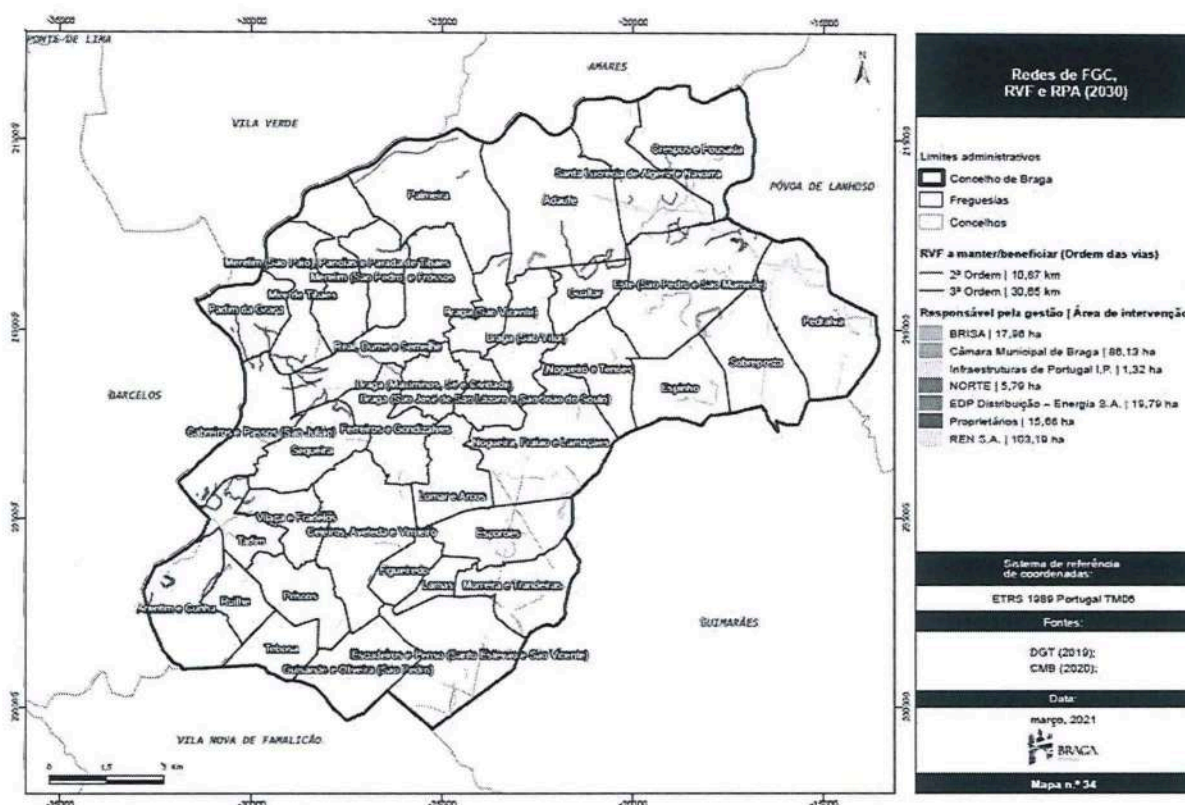 PONTE DE LIMA
AMARES
VILA VERDE
PÓVOA DE LANHOSO
BARCELOS
GUIMARÃES
VILA NOVA DE FAMALICÃO
N
Crespos e Pousada
Santa Lucrécia de Algeriz e Navarra
Palmeira
Adaúfe
Merelim (São Paio), Panoias e Parada de Tibães
Merelim (São Pedro) e Frossos
Mire de Tibães
Padim da Graça
Gualtar
Este (São Pedro e São Mamede)
Pedralva
Braga (São Vicente)
Braga (São Victor)
Real, Dume e Semelhe
Nogueiró e Tenões
Sobreposta
Espinho
Braga (Maximinos, Sé e Cividade)
Braga (São José de São Lázaro e São João do Souto)
Cabreiros e Passos (São Julião)
Ferreiros e Gondizalves
Nogueira, Fraião e Lamaçães
Sequeira
Lomar e Arcos
Vilaça e Fradelos
Celeirós, Aveleda e Vimieiro
Esporões
Tadim
Figueiredo
Lamas
Morreira e Trandeiras
Arentim e Cunha
Ruilhe
Priscos
Tebosa
Escudeiros e Penso (Santo Estêvão e São Vicente)
Guisande e Oliveira (São Pedro)
0 1,5 3 Km
Redes de FGC,
RVF e RPA (2030)
Limites administrativos
Concelho de Braga
Freguesias
Concelhos
RVF a manter/beneficiar (Ordem das vias)
2ª Ordem | 10,67 km
3ª Ordem | 30,65 km
Responsável pela gestão | Área de intervenção
BRISA | 17,96 ha
Câmara Municipal de Braga | 86,13 ha
Infraestruturas de Portugal I.P. | 1,32 ha
NORTE | 5,79 ha
EDP Distribuição – Energia S.A. | 19,79 ha
Proprietários | 15,66 ha
REN S.A. | 103,19 ha
Sistema de referência
de coordenadas:
ETRS 1989 Portugal TM06
Fontes:
DGT (2019);
CMB (2020);
Data:
março, 2021
BRAGA
Mapa n.º 34